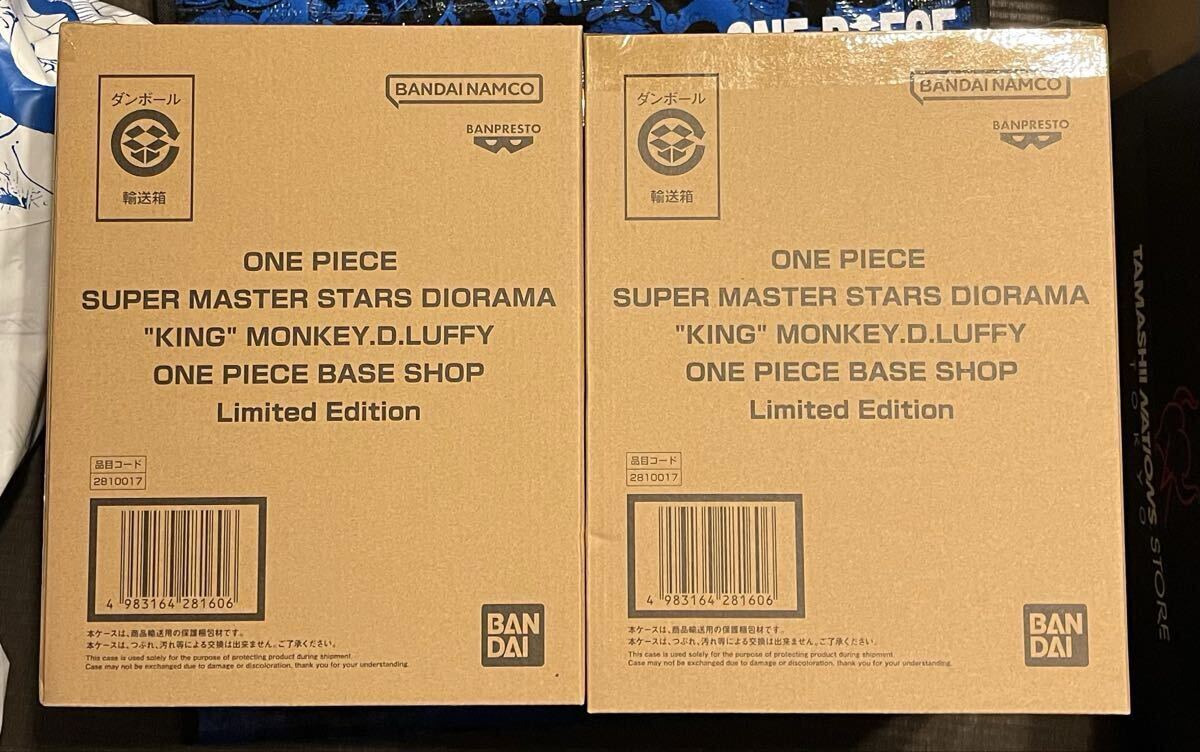 ONE PIECE
ダンボール
輸送箱
BANDAI NAMCO
BANPRESTO
ONE PIECE
SUPER MASTER STARS DIORAMA
"KING" MONKEY.D.LUFFY
ONE PIECE BASE SHOP
Limited Edition
品目コード
2810017
4 983164 281606
本ケースは、商品輸送用の保護梱包材です。
本ケースは、つぶれ、汚れ等による交換は出来ません。ご了承ください。
This case is used solely for the purpose of protecting product during shipment.
Case may not be exchanged due to damage or discoloration, thank you for your understanding.
BAN
DAI
ダンボール
輸送箱
BANDAI NAMCO
BANPRESTO
ONE PIECE
SUPER MASTER STARS DIORAMA
"KING" MONKEY.D.LUFFY
ONE PIECE BASE SHOP
Limited Edition
品目コード
2810017
4 983164 281606
本ケースは、商品輸送用の保護梱包材です。
本ケースは、つぶれ、汚れ等による交換は出来ません。ご了承ください。
This case is used solely for the purpose of protecting product during shipment.
Case may not be exchanged due to damage or discoloration, thank you for your understanding.
BAN
DAI
TAMASHII NATIONS STORE
TOKYO